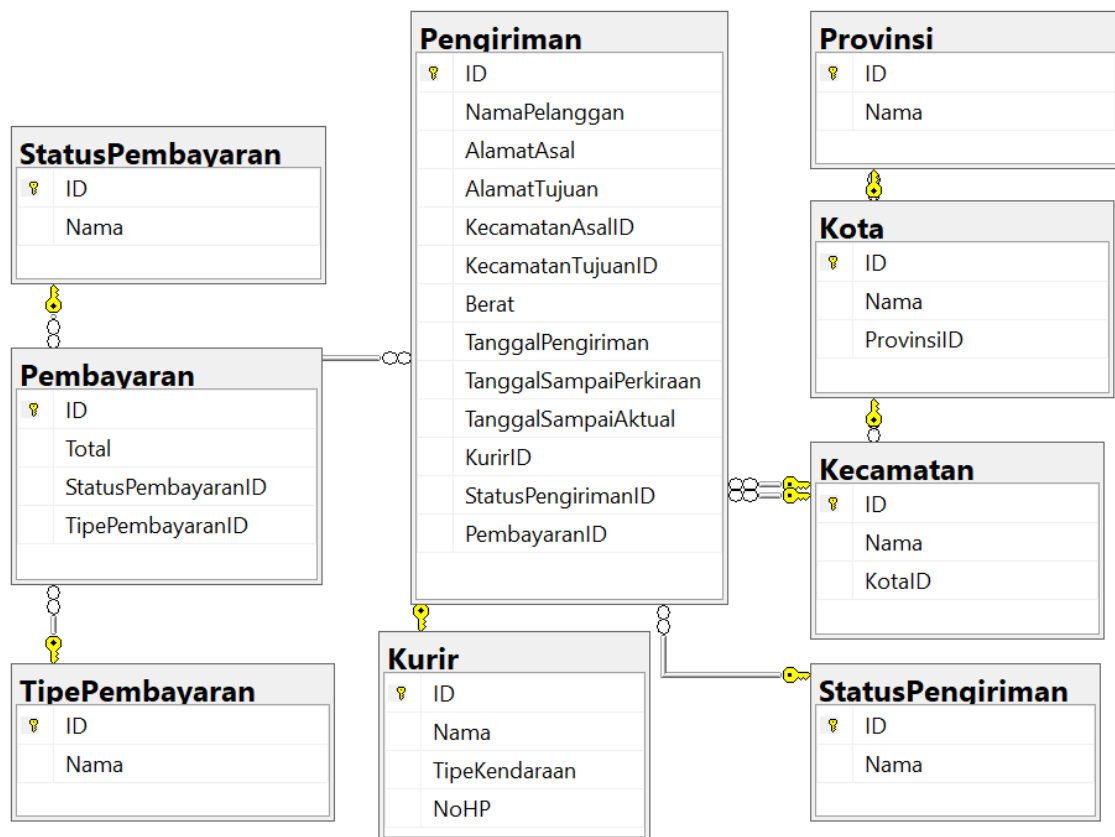 StatusPembayaran
ID
Nama
Pembayaran
ID
Total
StatusPembayaranID
TipePembayaranID
TipePembayaran
ID
Nama
Pengiriman
ID
NamaPelanggan
AlamatAsal
AlamatTujuan
KecamatanAsalID
KecamatanTujuanID
Berat
TanggalPengiriman
TanggalSampaiPerkiraan
TanggalSampaiAktual
KurirID
StatusPengirimanID
PembayaranID
Kurir
ID
Nama
TipeKendaraan
NoHP
Provinsi
ID
Nama
Kota
ID
Nama
ProvinsiID
Kecamatan
ID
Nama
KotaID
StatusPengiriman
ID
Nama